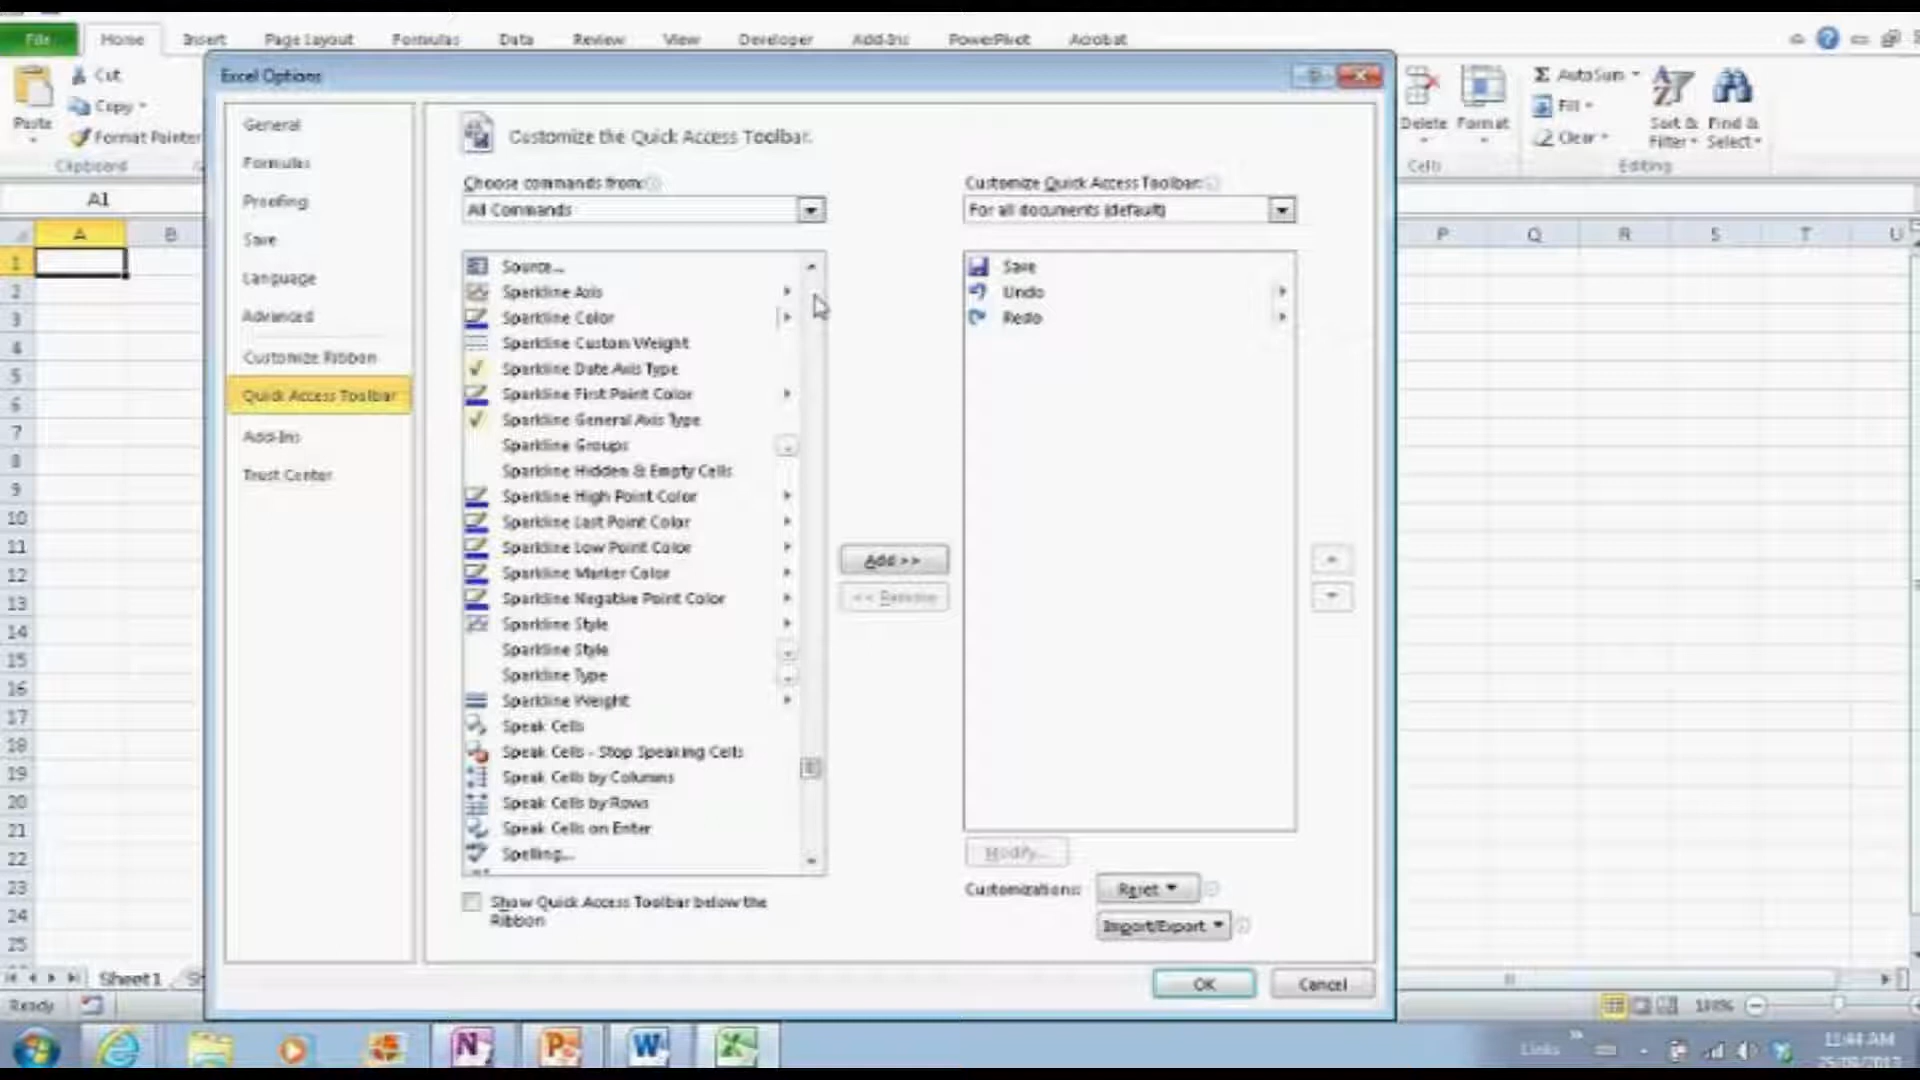 File Home Insert Page Layout Formulas Data Review View Developer Add-Ins PowerPivot Acrobat
Cut
Copy
Format Painter
Paste
Clipboard
Delete Format
Cells
AutoSum
Fill
Clear
Sort & Filter
Find & Select
Editing
A1
A B P Q R S T U
1
2
3
4
5
6
7
8
9
10
11
12
13
14
15
16
17
18
19
20
21
22
23
24
25
Excel Options
General
Formulas
Proofing
Save
Language
Advanced
Customize Ribbon
Quick Access Toolbar
Add-Ins
Trust Center
Customize the Quick Access Toolbar.
Choose commands from:
All Commands
Source...
Sparkline Axis
Sparkline Color
Sparkline Custom Weight
Sparkline Date Axis Type
Sparkline First Point Color
Sparkline General Axis Type
Sparkline Groups
Sparkline Hidden & Empty Cells
Sparkline High Point Color
Sparkline Last Point Color
Sparkline Low Point Color
Sparkline Marker Color
Sparkline Negative Point Color
Sparkline Style
Sparkline Style
Sparkline Type
Sparkline Weight
Speak Cells
Speak Cells - Stop Speaking Cells
Speak Cells by Columns
Speak Cells by Rows
Speak Cells on Enter
Spelling...
Show Quick Access Toolbar below the
Ribbon
Add >>
<< Remove
Customize Quick Access Toolbar:
For all documents (default)
Save
Undo
Redo
Modify...
Customizations: Reset
Import/Export
OK Cancel
Sheet1
Ready
100%
Links
11:44 AM